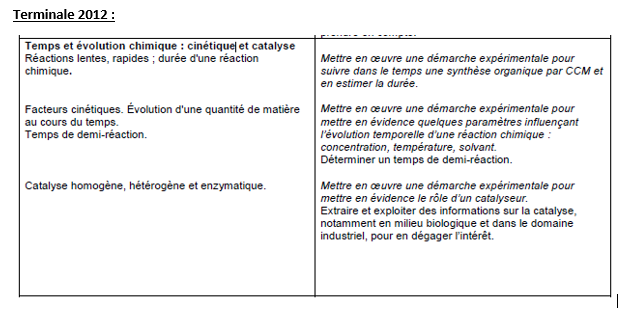 Terminale 2012 :
prendre en compte.
Temps et évolution chimique : cinétique et catalyse
Réactions lentes, rapides ; durée d'une réaction
chimique.
Mettre en œuvre une démarche expérimentale pour
suivre dans le temps une synthèse organique par CCM et
en estimer la durée.
Facteurs cinétiques. Évolution d'une quantité de matière
au cours du temps.
Temps de demi-réaction.
Mettre en œuvre une démarche expérimentale pour
mettre en évidence quelques paramètres influençant
l'évolution temporelle d'une réaction chimique :
concentration, température, solvant.
Déterminer un temps de demi-réaction.
Catalyse homogène, hétérogène et enzymatique.
Mettre en œuvre une démarche expérimentale pour
mettre en évidence le rôle d'un catalyseur.
Extraire et exploiter des informations sur la catalyse,
notamment en milieu biologique et dans le domaine
industriel, pour en dégager l'intérêt.